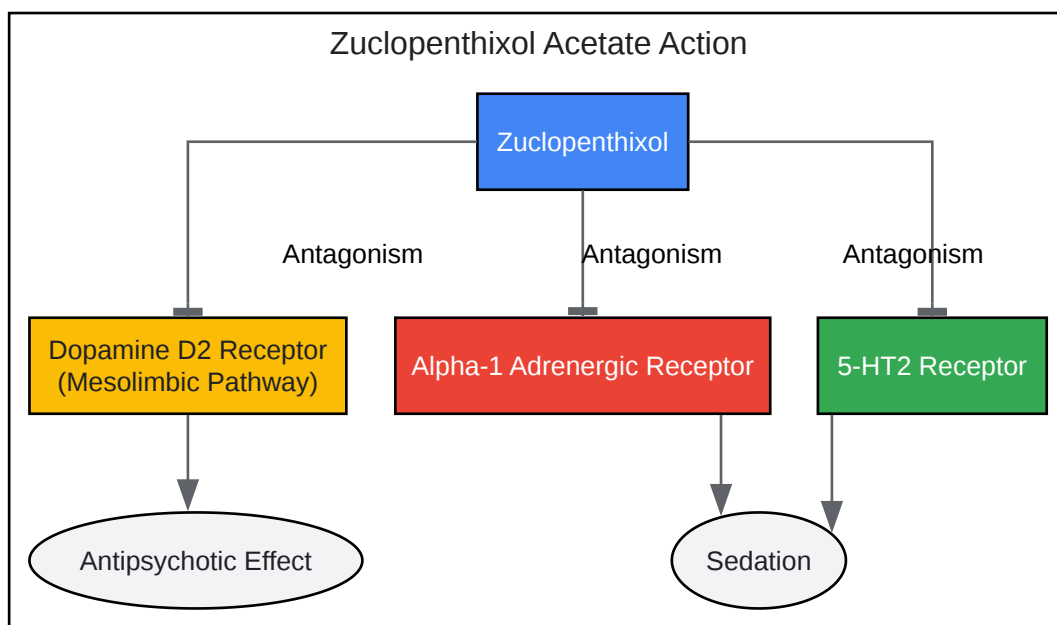 Zuclopenthixol Acetate Action
Zuclopenthixol
Antagonism
Antagonism
Antagonism
Dopamine D2 Receptor
(Mesolimbic Pathway)
Alpha-1 Adrenergic Receptor
5-HT2 Receptor
Antipsychotic Effect
Sedation